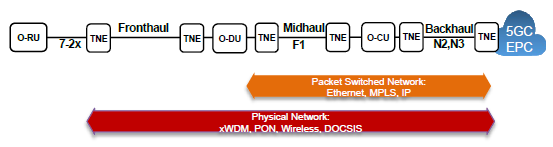 Fronthaul
Midhaul
Backhaul
O-RU
7-2x
TNE
TNE
O-DU
TNE
F1
TNE
O-CU
TNE
N2,N3
TNE
5GC
EPC
Packet Switched Network:
Ethernet, MPLS, IP
Physical Network:
xWDM, PON, Wireless, DOCSIS